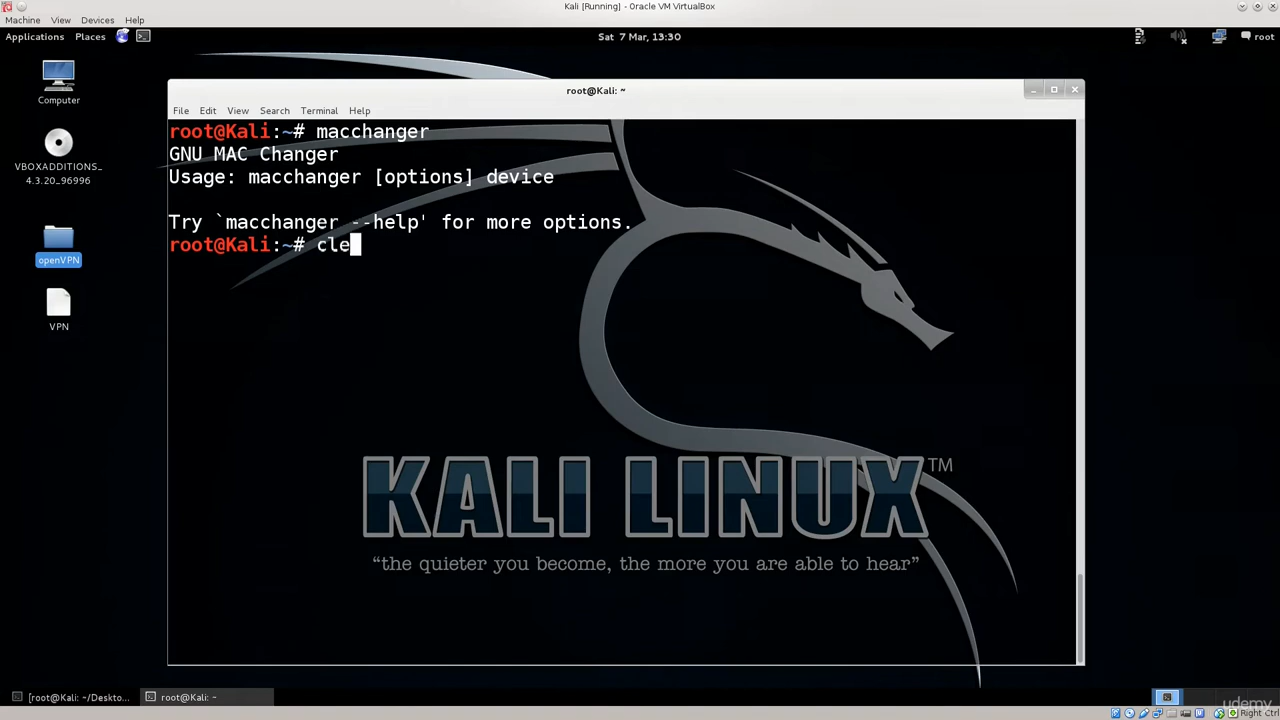 Kali [Running] - Oracle VM VirtualBox
Machine View Devices Help
Applications Places Sat 7 Mar, 13:30 root
Computer
VBOXADDITIONS_
4.3.20_96996
openVPN
VPN
root@Kali: ~
File Edit View Search Terminal Help
root@Kali:~# macchanger
GNU MAC Changer
Usage: macchanger [options] device
Try `macchanger --help' for more options.
root@Kali:~# cle
KALI LINUX™
“the quieter you become, the more you are able to hear”
[root@Kali: ~/Deskto... root@Kali: ~
udemy
Right Ctrl